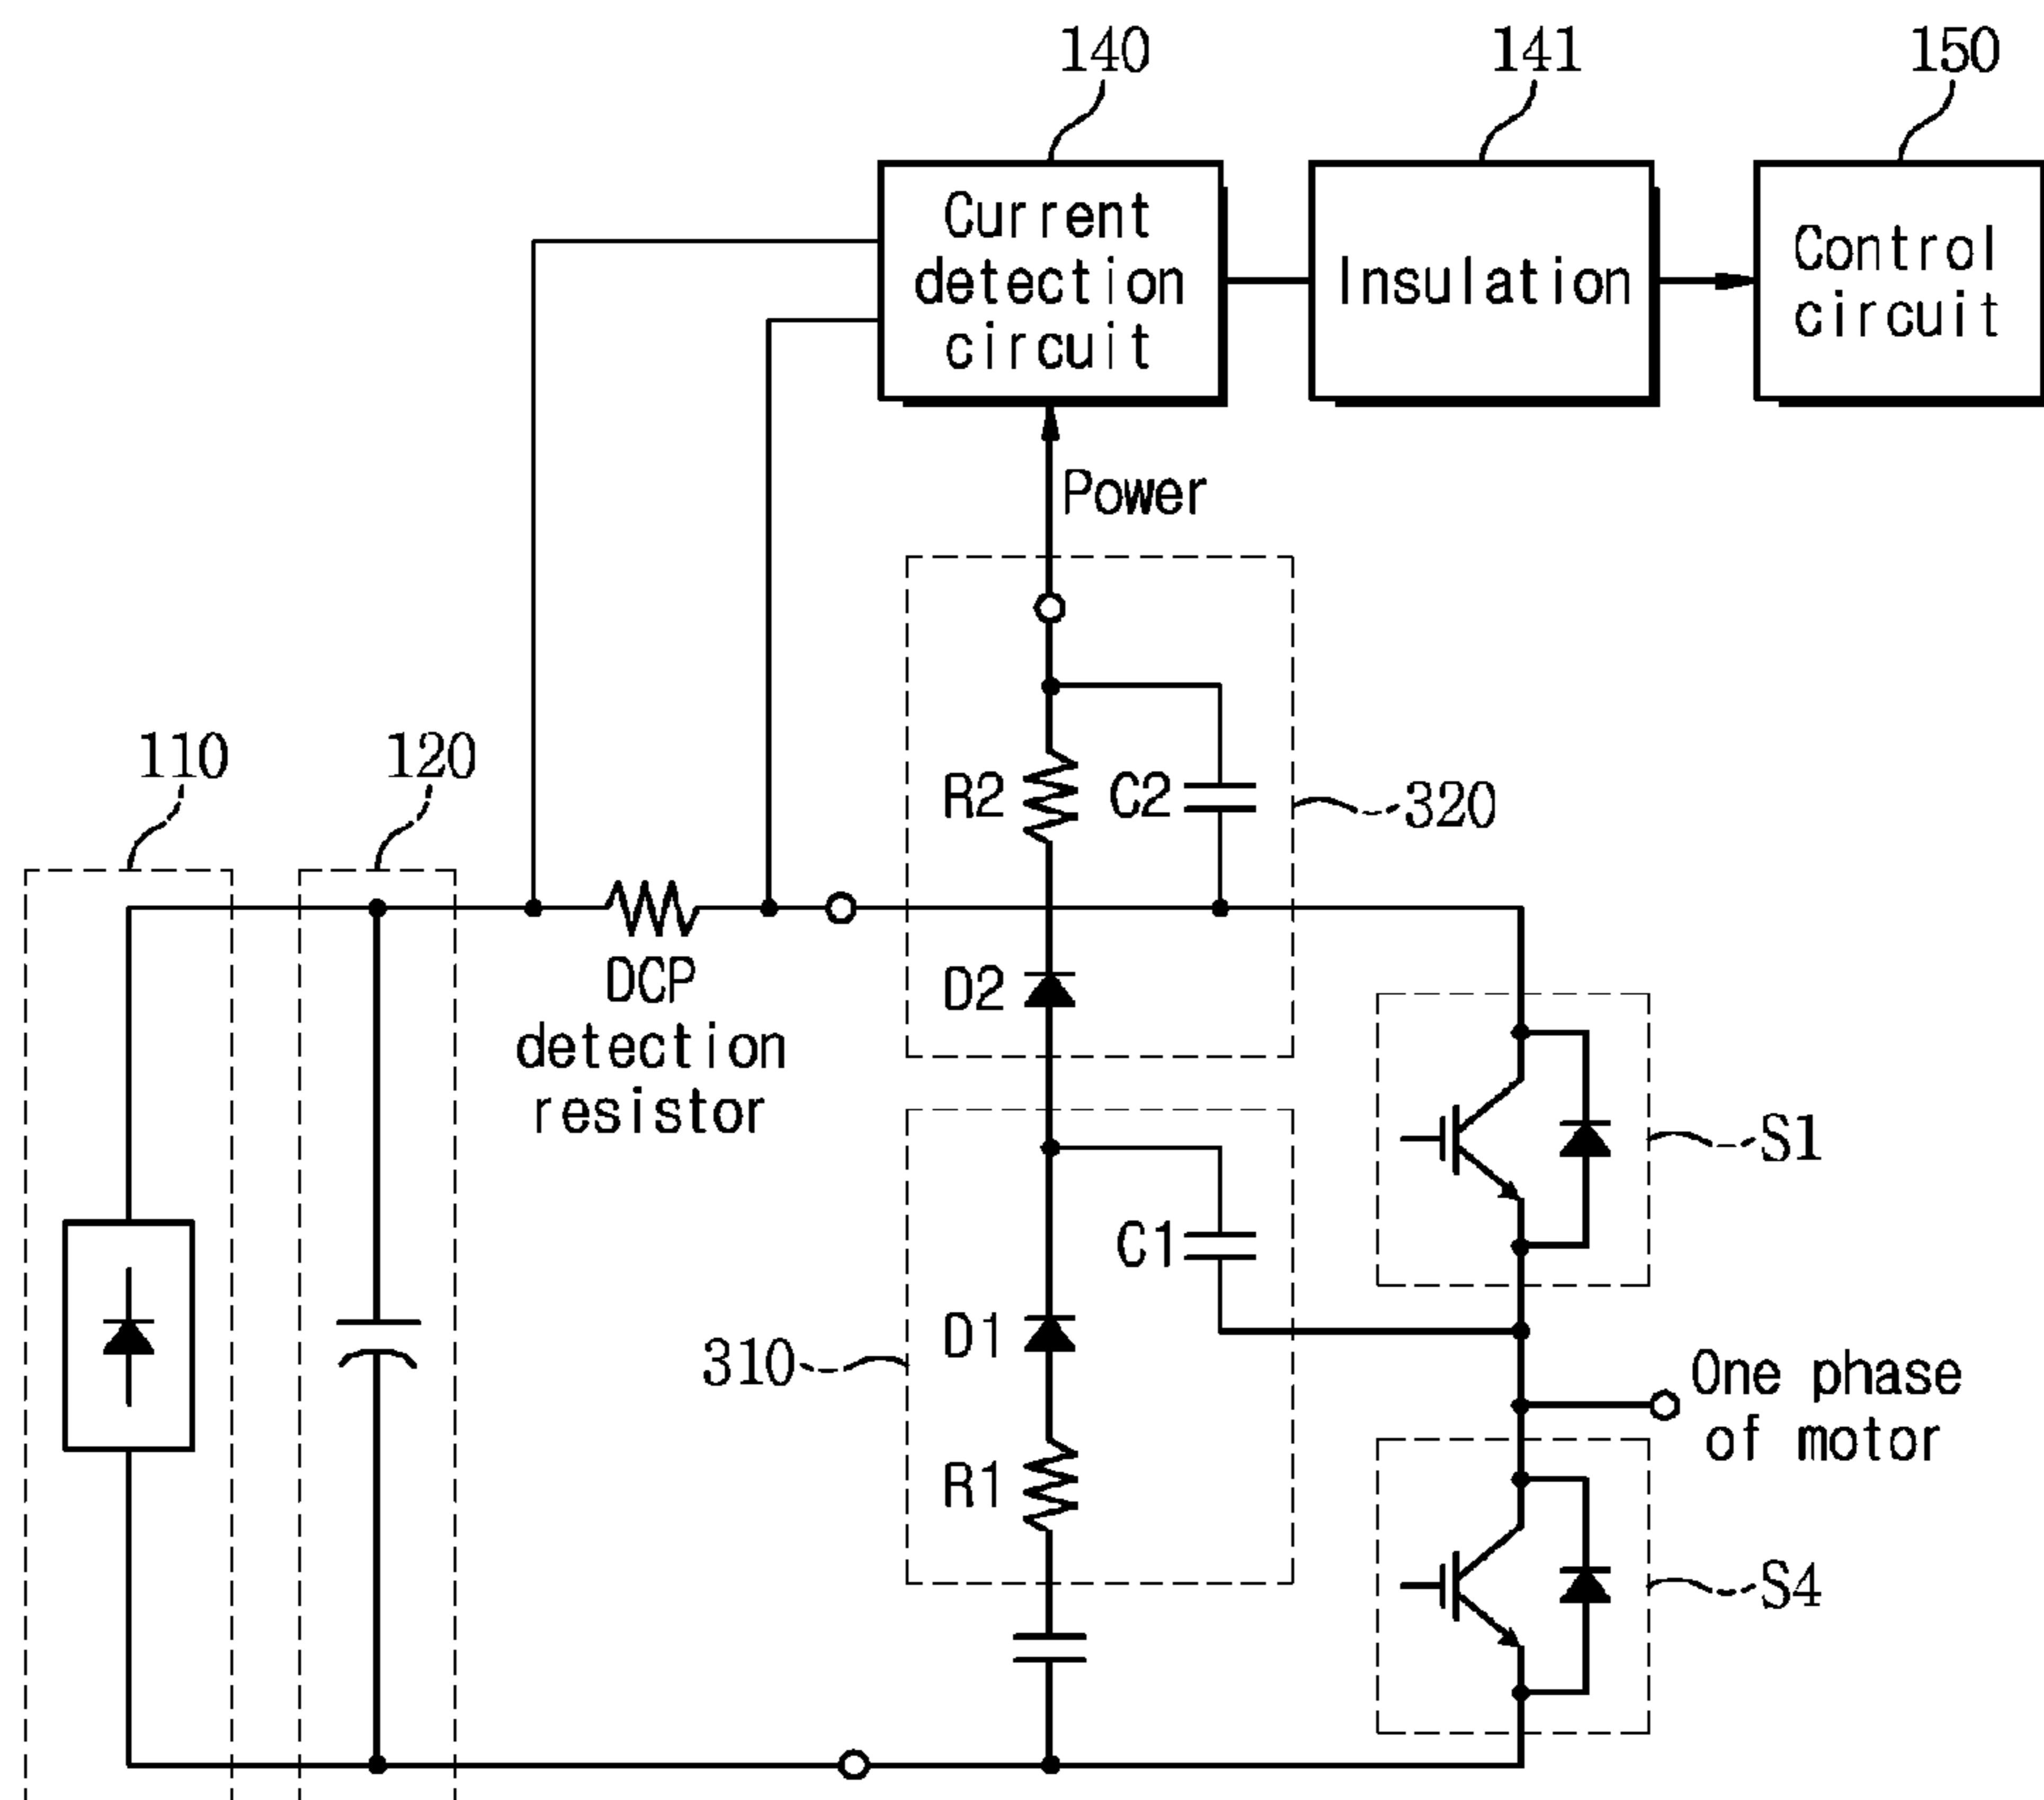 140
141
150
Current
detection
circuit
Insulation
Control
circuit
Power
110
120
R2
C2
320
DCP
detection
resistor
D2
S1
C1
310
D1
One phase
of motor
R1
S4